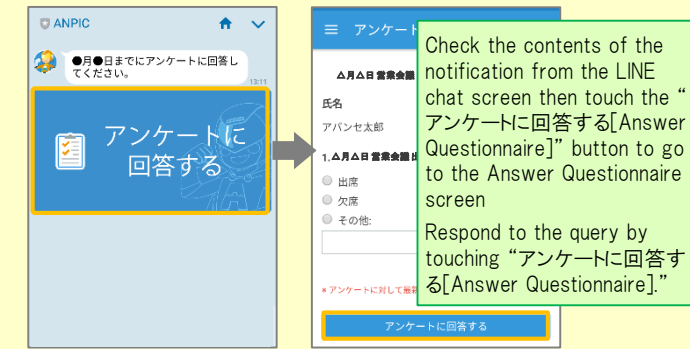 ANPIC
●月●日までにアンケートに回答し
てください。
13:11
アンケートに
回答する
アンケート
△月△日 営業会議
氏名
アバンセ太郎
1.△月△日 営業会議
出席
欠席
その他:
* アンケートに対して最
アンケートに回答する
Check the contents of the
notification from the LINE
chat screen then touch the “
アンケートに回答する[Answer
Questionnaire]” button to go
to the Answer Questionnaire
screen
Respond to the query by
touching “アンケートに回答す
る[Answer Questionnaire].”